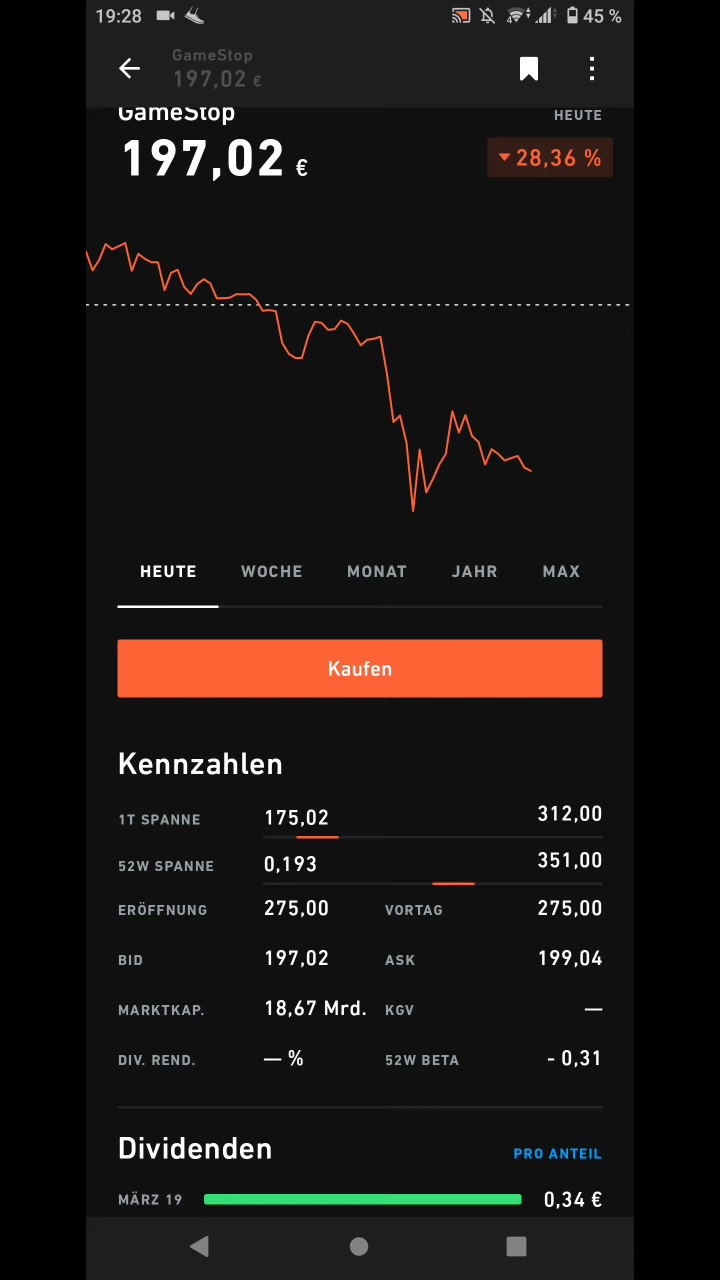 19:28 45 %
GameStop
197,02 €
GameStop HEUTE
197,02 € 28,36 %
HEUTE WOCHE MONAT JAHR MAX
Kaufen
Kennzahlen
1T SPANNE 175,02 312,00
52W SPANNE 0,193 351,00
ERÖFFNUNG 275,00 VORTAG 275,00
BID 197,02 ASK 199,04
MARKTKAP. 18,67 Mrd. KGV —
DIV. REND. — % 52W BETA - 0,31
Dividenden PRO ANTEIL
MÄRZ 19 0,34 €